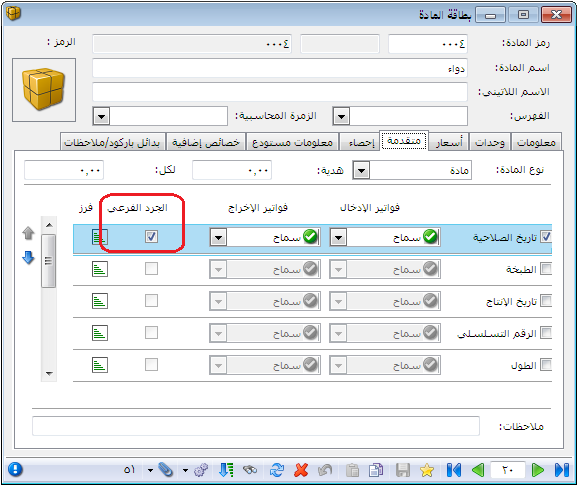 بطاقة المادة
رمز المادة: ٠٠٠٤ ٠٠٠٤ الرمز :
اسم المادة: دواء
الاسم اللاتيني:
الفهرس: الزمرة المحاسبية:
معلومات وحدات أسعار متقدمة إحصاء معلومات مستودع خصائص إضافية بدائل باركود/ملاحظات
نوع المادة: مادة هدية: ٠,٠٠ لكل: ٠,٠٠
فواتير الإدخال فواتير الإخراج الجرد الفرعي فرز
تاريخ الصلاحية سماح سماح
الطبخة سماح سماح
تاريخ الإنتاج سماح سماح
الرقم التسلسلي سماح سماح
الطول سماح سماح
ملاحظات:
٢٠ ٥١